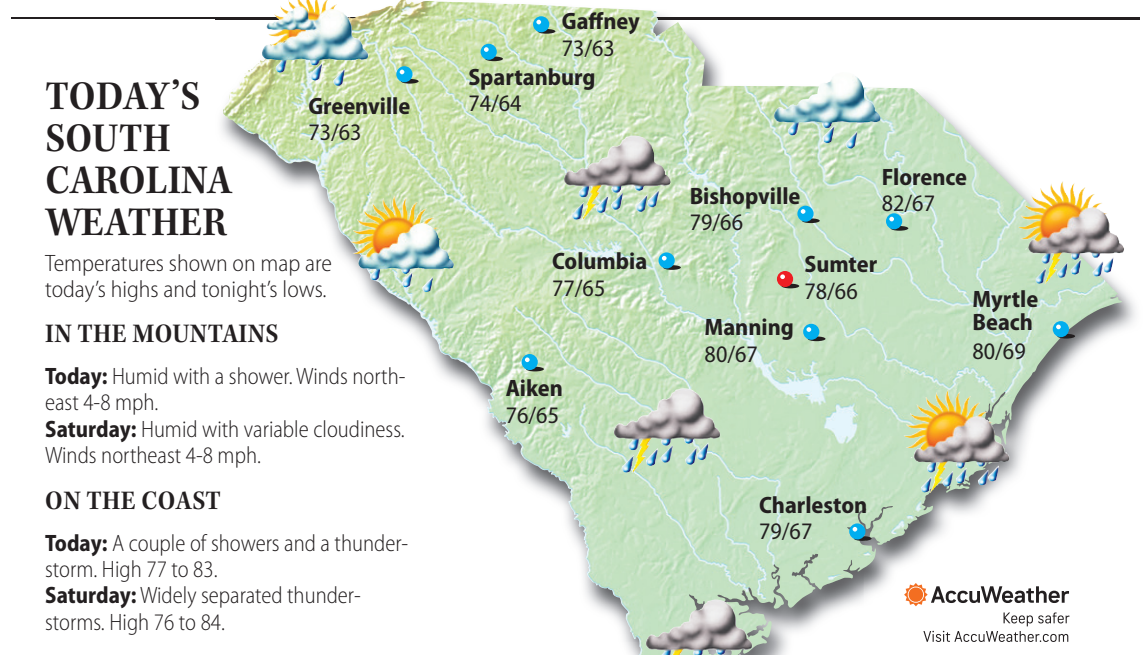 TODAY'S
SOUTH
CAROLINA
WEATHER
Temperatures shown on map are
today's highs and tonight's lows.
IN THE MOUNTAINS
Today: Humid with a shower. Winds north-
east 4-8 mph.
Saturday: Humid with variable cloudiness.
Winds northeast 4-8 mph.
ON THE COAST
Today: A couple of showers and a thunder-
storm. High 77 to 83.
Saturday: Widely separated thunder-
storms. High 76 to 84.
Gaffney
73/63
Spartanburg
74/64
Greenville
73/63
Bishopville
79/66
Florence
82/67
Columbia
77/65
Sumter
78/66
Myrtle
Beach
80/69
Manning
80/67
Aiken
76/65
Charleston
79/67
AccuWeather
Keep safer
Visit AccuWeather.com